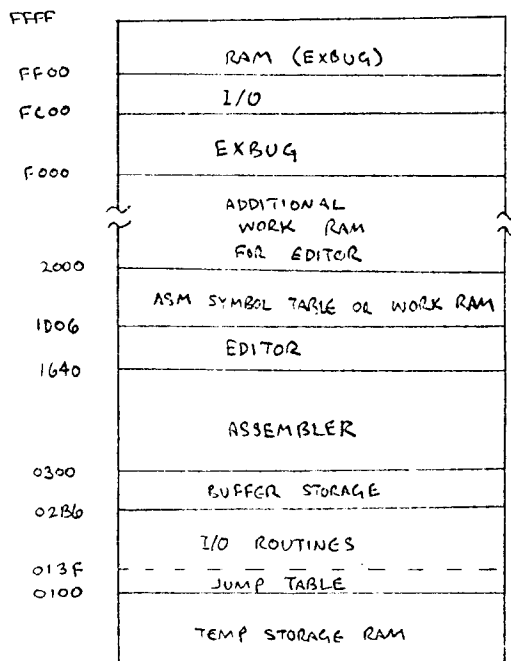 FFFF
RAM (EXBUG)
FF00
I/O
FC00
EXBUG
F000
ADDITIONAL
WORK RAM
FOR EDITOR
2000
ASM SYMBOL TABLE OR WORK RAM
1D06
EDITOR
1640
ASSEMBLER
0300
BUFFER STORAGE
02B6
I/O ROUTINES
013F
JUMP TABLE
0100
TEMP STORAGE RAM